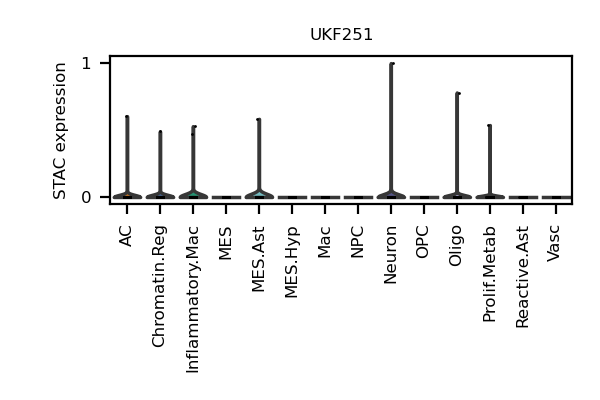 UKF251
STAC expression
1
0
AC
Chromatin.Reg
Inflammatory.Mac
MES
MES.Ast
MES.Hyp
Mac
NPC
Neuron
OPC
Oligo
Prolif.Metab
Reactive.Ast
Vasc